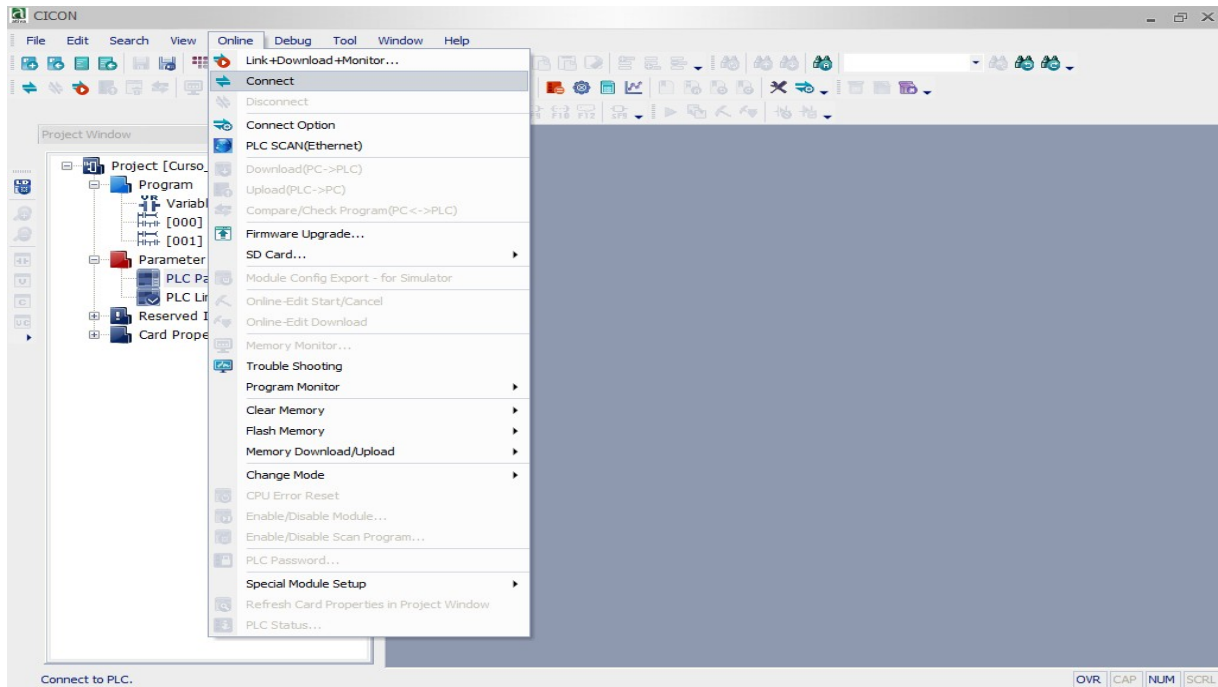 CICON
File Edit Search View Online Debug Tool Window Help
Link+Download+Monitor...
Connect
Disconnect
Connect Option
PLC SCAN(Ethernet)
Download(PC->PLC)
Upload(PLC->PC)
Compare/Check Program(PC<->PLC)
Firmware Upgrade...
SD Card...
Module Config Export - for Simulator
Online-Edit Start/Cancel
Online-Edit Download
Memory Monitor...
Trouble Shooting
Program Monitor
Clear Memory
Flash Memory
Memory Download/Upload
Change Mode
CPU Error Reset
Enable/Disable Module...
Enable/Disable Scan Program...
PLC Password...
Special Module Setup
Refresh Card Properties in Project Window
PLC Status...
Project Window
Project [Curso_
Program
Variabl
[000]
[001]
Parameter
PLC Pa
PLC Lin
Reserved I
Card Prope
Connect to PLC.
OVR CAP NUM SCRL